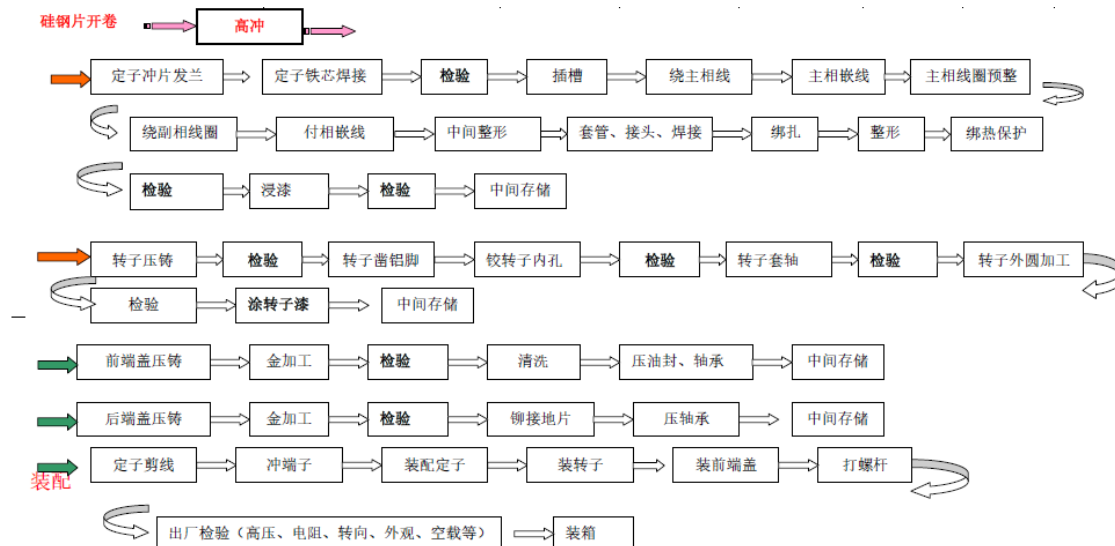 硅钢片开卷 高冲
定子冲片发兰 定子铁芯焊接 检验 插槽 绕主相线 主相嵌线 主相线圈预整
绕副相线圈 付相嵌线 中间整形 套管、接头、焊接 绑扎 整形 绑热保护
检验 浸漆 检验 中间存储
转子压铸 检验 转子凿铝脚 铰转子内孔 检验 转子套轴 检验 转子外圆加工
检验 涂转子漆 中间存储
前端盖压铸 金加工 检验 清洗 压油封、轴承 中间存储
后端盖压铸 金加工 检验 铆接地片 压轴承 中间存储
定子剪线 冲端子 装配定子 装转子 装前端盖 打螺杆
装配
出厂检验（高压、电阻、转向、外观、空载等） 装箱